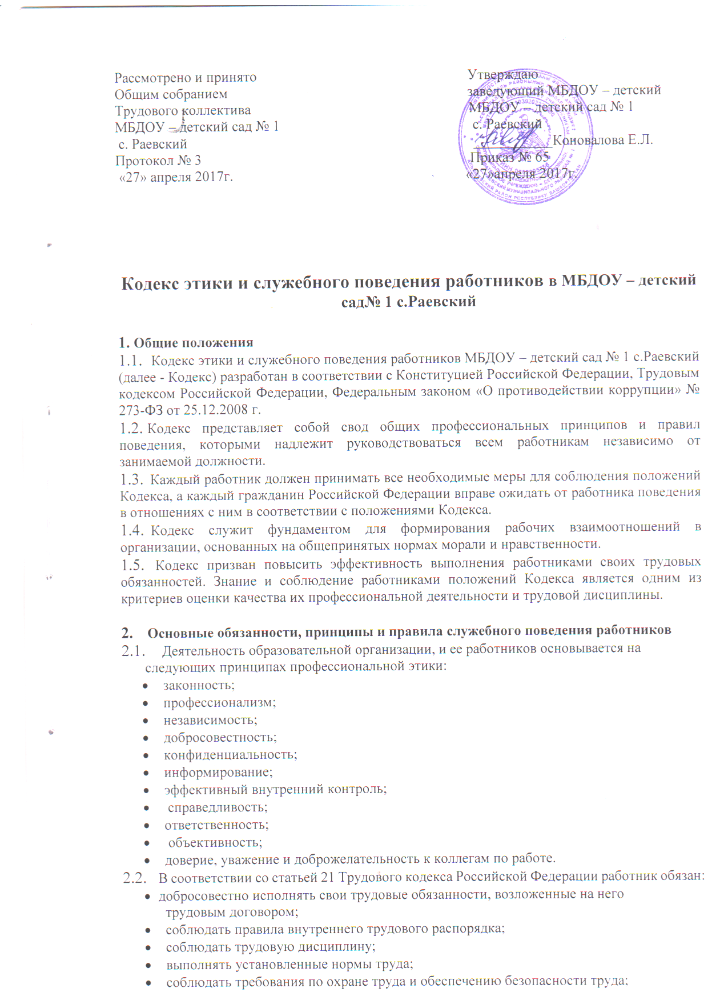 Рассмотрено и принято
Общим собранием
Трудового коллектива
МБДОУ – детский сад № 1
с. Раевский
Протокол № 3
«27» апреля 2017г.
Утверждаю
заведующий МБДОУ – детский
МБДОУ – детский сад № 1
с. Раевский
Коновалова Е.Л.
Приказ № 65
«27»апреля 2017г.
Кодекс этики и служебного поведения работников в МБДОУ – детский
сад№ 1 с.Раевский
1. Общие положения
1.1. Кодекс этики и служебного поведения работников МБДОУ – детский сад № 1 с.Раевский
(далее - Кодекс) разработан в соответствии с Конституцией Российской Федерации, Трудовым
кодексом Российской Федерации, Федеральным законом «О противодействии коррупции» №
273-ФЗ от 25.12.2008 г.
1.2. Кодекс представляет собой свод общих профессиональных принципов и правил
поведения, которыми надлежит руководствоваться всем работникам независимо от
занимаемой должности.
1.3. Каждый работник должен принимать все необходимые меры для соблюдения положений
Кодекса, а каждый гражданин Российской Федерации вправе ожидать от работника поведения
в отношениях с ним в соответствии с положениями Кодекса.
1.4. Кодекс служит фундаментом для формирования рабочих взаимоотношений в
организации, основанных на общепринятых нормах морали и нравственности.
1.5. Кодекс призван повысить эффективность выполнения работниками своих трудовых
обязанностей. Знание и соблюдение работниками положений Кодекса является одним из
критериев оценки качества их профессиональной деятельности и трудовой дисциплины.
2. Основные обязанности, принципы и правила служебного поведения работников
2.1. Деятельность образовательной организации, и ее работников основывается на
следующих принципах профессиональной этики:
• законность;
• профессионализм;
• независимость;
• добросовестность;
• конфиденциальность;
• информирование;
• эффективный внутренний контроль;
• справедливость;
• ответственность;
• объективность;
• доверие, уважение и доброжелательность к коллегам по работе.
2.2. В соответствии со статьей 21 Трудового кодекса Российской Федерации работник обязан:
• добросовестно исполнять свои трудовые обязанности, возложенные на него
трудовым договором;
• соблюдать правила внутреннего трудового распорядка;
• соблюдать трудовую дисциплину;
• выполнять установленные нормы труда;
• соблюдать требования по охране труда и обеспечению безопасности труда;